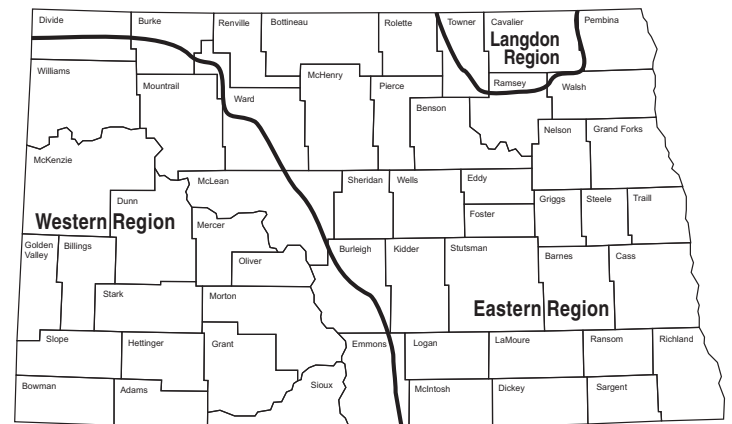 Divide
Burke
Renville
Bottineau
Rolette
Towner
Cavalier
Pembina
Langdon
Region
Williams
Mountrail
Ward
McHenry
Pierce
Benson
Ramsey
Walsh
Nelson
Grand Forks
McKenzie
McLean
Sheridan
Wells
Eddy
Foster
Griggs
Steele
Traill
Dunn
Western Region
Mercer
Golden
Valley
Billings
Oliver
Burleigh
Kidder
Stutsman
Barnes
Cass
Stark
Morton
Eastern Region
Slope
Hettinger
Grant
Emmons
Logan
LaMoure
Ransom
Richland
Bowman
Adams
Sioux
McIntosh
Dickey
Sargent